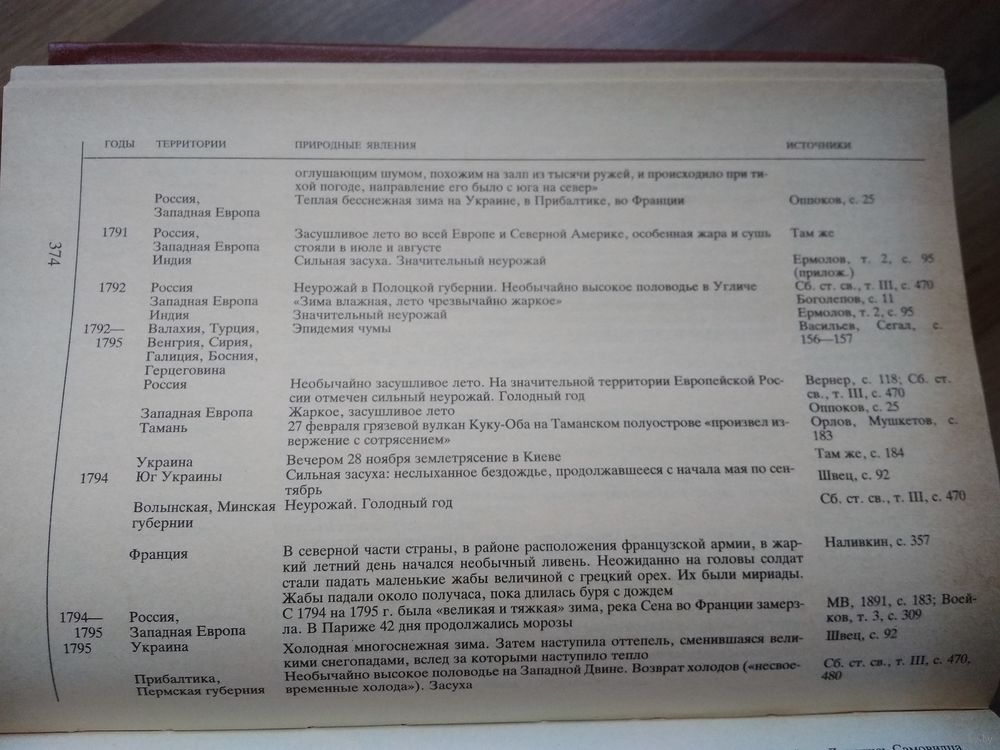 ГОДЫ ТЕРРИТОРИИ ПРИРОДНЫЕ ЯВЛЕНИЯ ИСТОЧНИКИ
оглушающим шумом, похожим на залп из тысячи ружей, и происходило при ти-
хой погоде, направление его было с юга на север»
Россия, Теплая бесснежная зима на Украине, в Прибалтике, во Франции Оппоков, с. 25
Западная Европа
374
1791 Россия, Засушливое лето во всей Европе и Северной Америке, особенная жара и сушь Там же
Западная Европа стояли в июле и августе
Индия Сильная засуха. Значительный неурожай Ермолов, т. 2, с. 95
(прилож.)
1792 Россия Неурожай в Полоцкой губернии. Необычайно высокое половодье в Угличе Сб. ст. св., т. III, с. 470
Западная Европа «Зима влажная, лето чрезвычайно жаркое» Боголепов, с. 11
Индия Значительный неурожай Ермолов, т. 2, с. 95
1792— Валахия, Турция, Эпидемия чумы Васильев, Сегал, с.
1795 Венгрия, Сирия, 156—157
Галиция, Босния,
Герцеговина
Россия Необычайно засушливое лето. На значительной территории Европейской Рос- Вернер, с. 118; Сб. ст.
сии отмечен сильный неурожай. Голодный год св., т. III, с. 470
Западная Европа Жаркое, засушливое лето Оппоков, с. 25
Тамань 27 февраля грязевой вулкан Куку-Оба на Таманском полуострове «произвел из- Орлов, Мушкетов, с.
вержение с сотрясением» 183
Украина Вечером 28 ноября землетрясение в Киеве Там же, с. 184
1794 Юг Украины Сильная засуха: неслыханное бездождье, продолжавшееся с начала мая по сен- Швец, с. 92
тябрь
Волынская, Минская Неурожай. Голодный год Сб. ст. св., т. III, с. 470
губернии
Франция В северной части страны, в районе расположения французской армии, в жар- Наливкин, с. 357
кий летний день начался необычный ливень. Неожиданно на головы солдат
стали падать маленькие жабы величиной с грецкий орех. Их были мириады.
Жабы падали около получаса, пока длилась буря с дождем
1794— Россия, С 1794 на 1795 г. была «великая и тяжкая» зима, река Сена во Франции замерз- МВ, 1891, с. 183; Воей-
1795 Западная Европа ла. В Париже 42 дня продолжались морозы ков, т. 3, с. 309
1795 Украина Холодная многоснежная зима. Затем наступила оттепель, сменившаяся вели- Швец, с. 92
кими снегопадами, вслед за которыми наступило тепло
Прибалтика, Необычайно высокое половодье на Западной Двине. Возврат холодов («несвое- Сб. ст. св., т. III, с. 470,
Пермская губерния временные холода»). Засуха 480
Самовидца